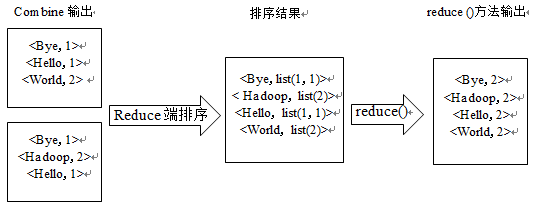 Combine 输出
<Bye, 1>
<Hello, 1>
<World, 2>
<Bye, 1>
<Hadoop, 2>
<Hello, 1>
Reduce 端排序
排序结果
<Bye, list(1, 1)>
< Hadoop, list(2)>
<Hello, list(1, 1)>
<World, list(2)>
reduce()
reduce ()方法输出
<Bye, 2>
<Hadoop, 2>
<Hello, 2>
<World, 2>